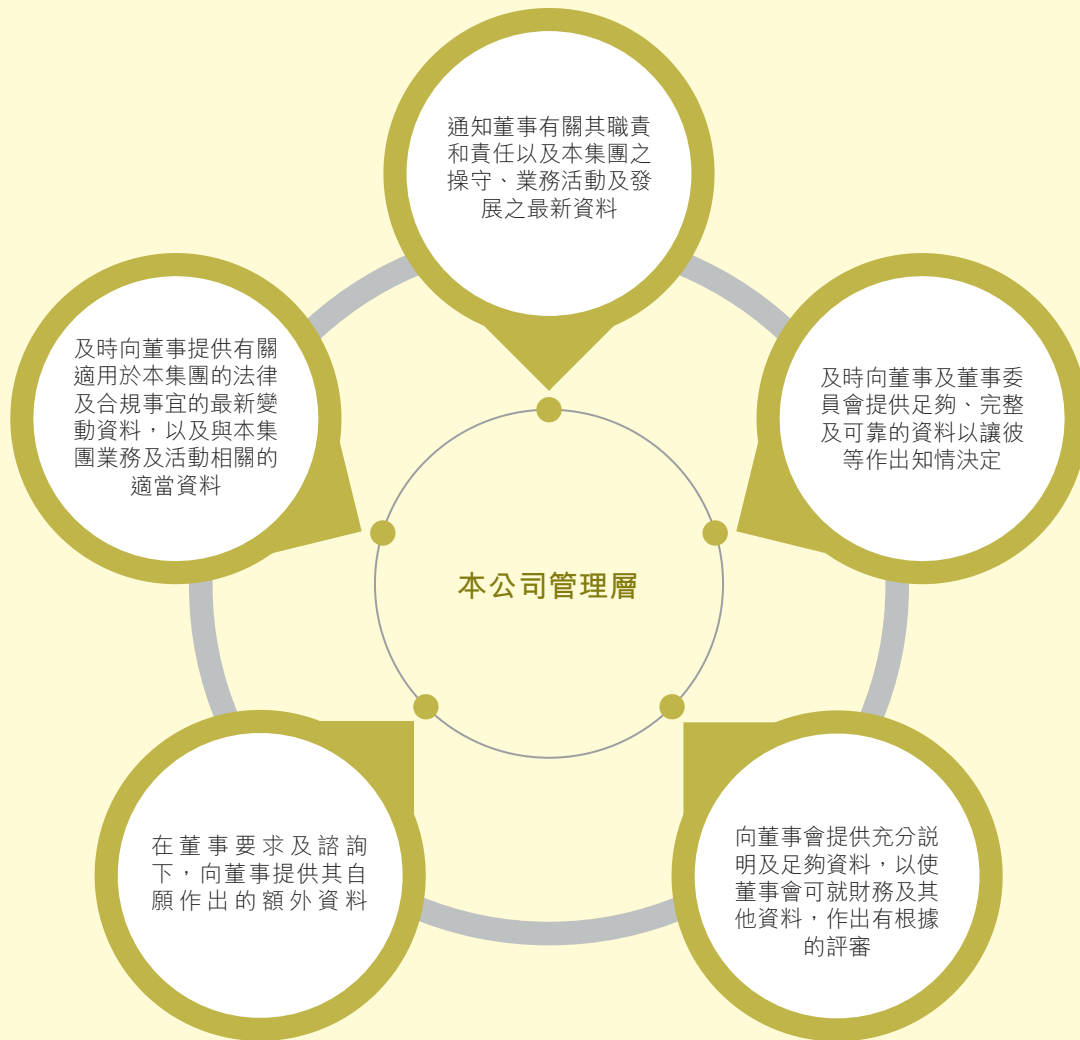 通知董事有關其職責
和責任以及本集團之
操守、業務活動及發
展之最新資料
及時向董事提供有關
適用於本集團的法律
及合規事宜的最新變
動資料，以及與本集
團業務及活動相關的
適當資料
及時向董事及董事委
員會提供足夠、完整
及可靠的資料以讓彼
等作出知情決定
本公司管理層
在董事要求及諮詢
下，向董事提供其自
願作出的額外資料
向董事會提供充分説
明及足夠資料，以使
董事會可就財務及其
他資料，作出有根據
的評審